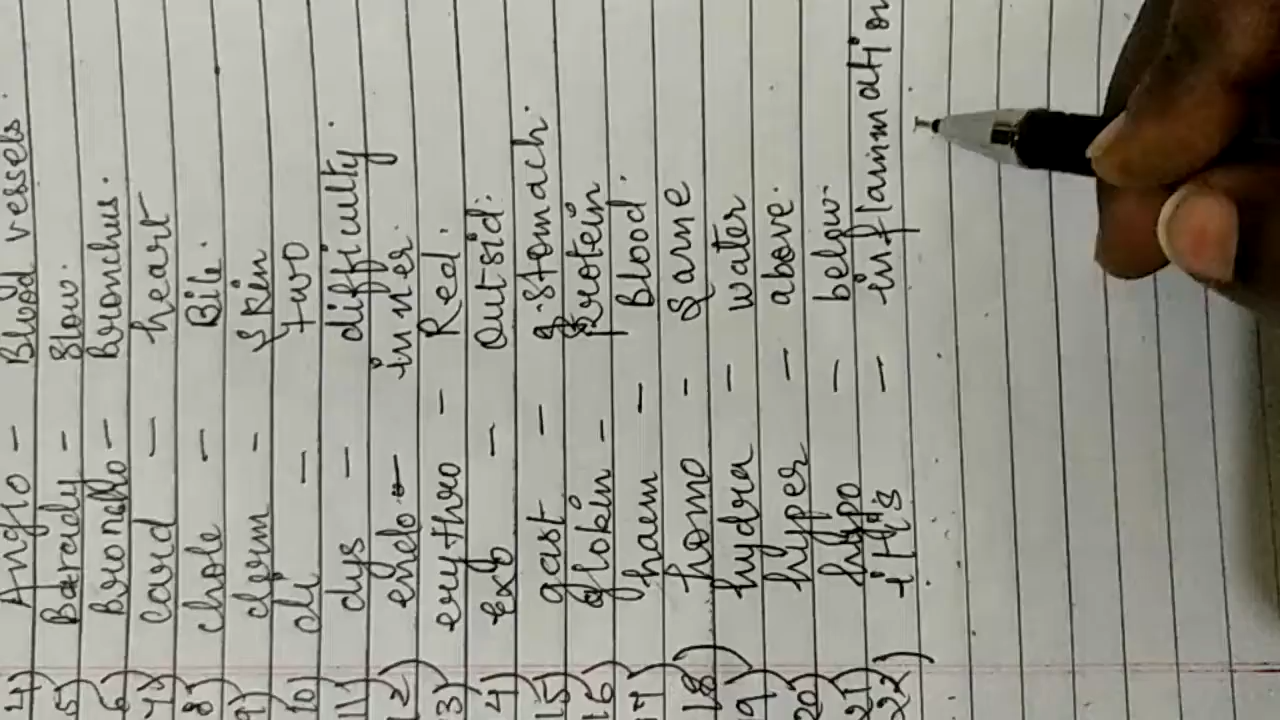 4) Angio - Blood vessels.
5) Barady - Slow.
6) Broncho - bronchus.
7) card - heart
8) chole - Bile.
9) derm - Skin
10) di - two
11) dys - difficulty.
12) endo - inner.
13) erythro - Red.
14) Exo - Outsid.
15) gast - g. stomach.
16) glokin - protein
17) haem - Blood.
18) homo - Same
19) hydra - water
20) hyper - above.
21) hypo - below.
22) itis - inflammation